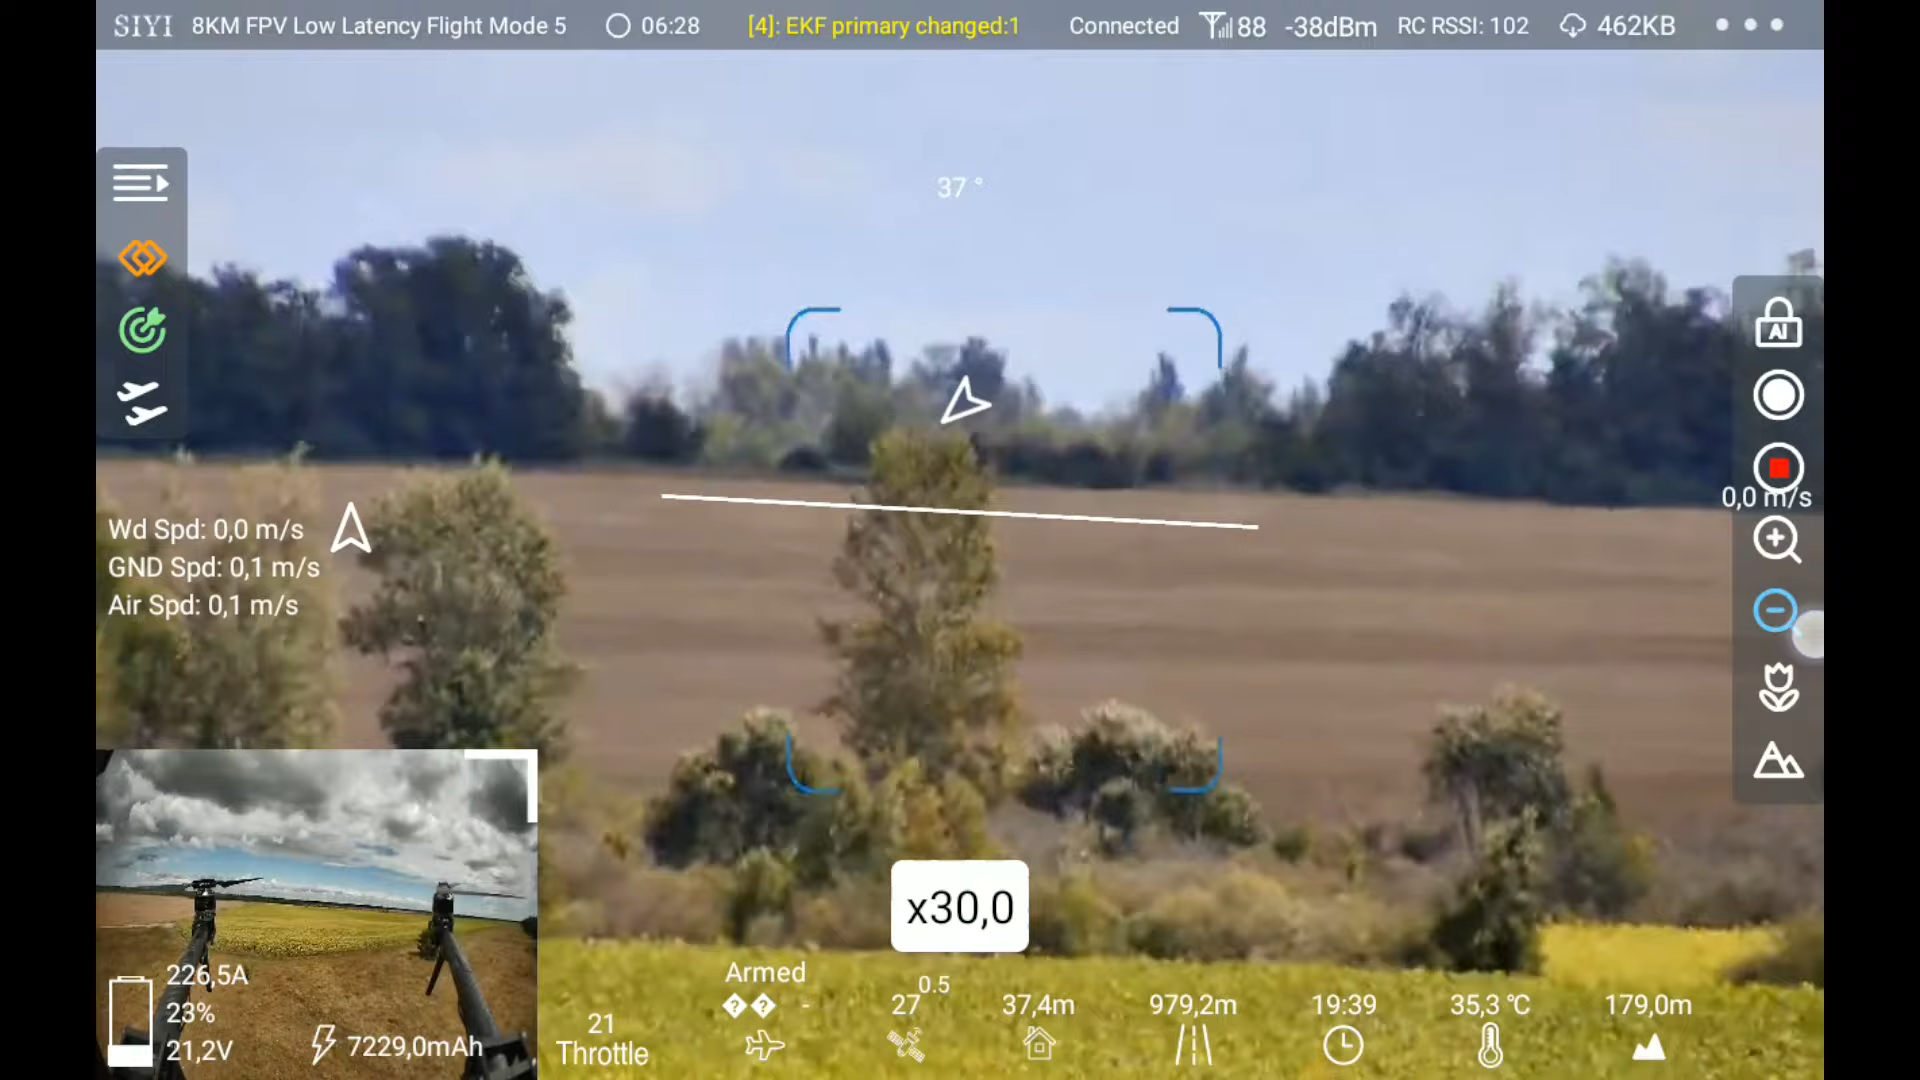 SIYI 8KM FPV Low Latency Flight Mode 5 06:28 [4]: EKF primary changed:1 Connected 88 -38dBm RC RSSI: 102 462KB
37 °
AI
0,0 m/s
Wd Spd: 0,0 m/s
GND Spd: 0,1 m/s
Air Spd: 0,1 m/s
x30,0
226,5A
23%
21,2V
7229,0mAh
21
Throttle
Armed
-
27 0.5
37,4m
979,2m
19:39
35,3 °C
179,0m